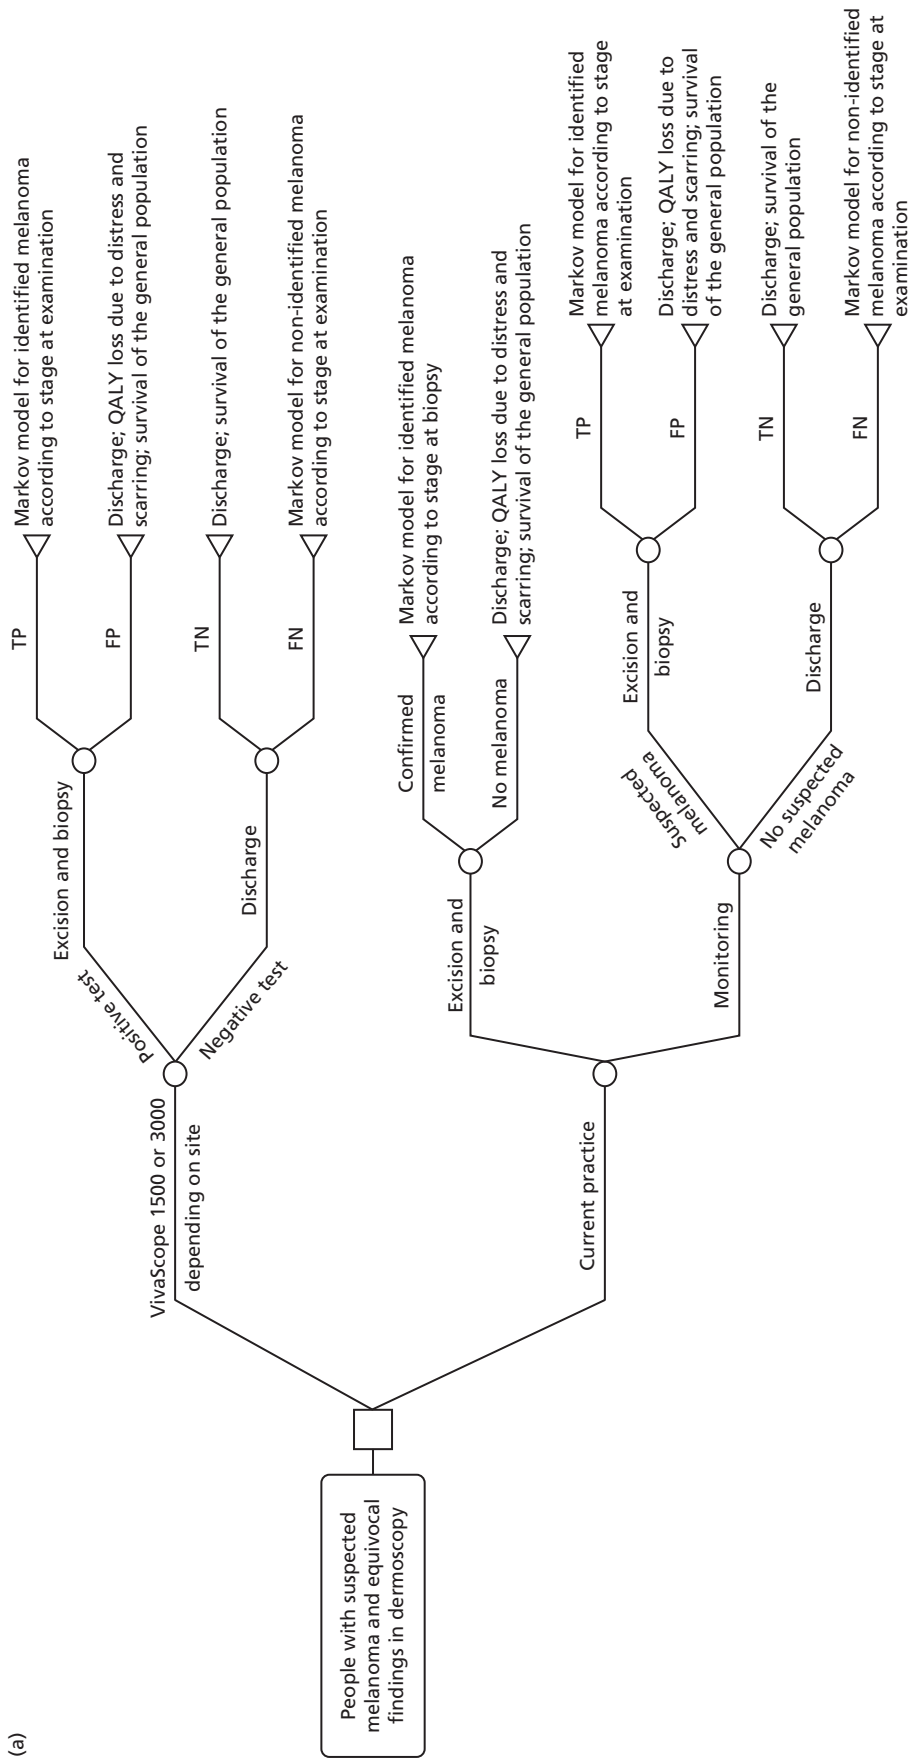 (a)
People with suspected
melanoma and equivocal
findings in dermoscopy
VivaScope 1500 or 3000
depending on site
Positive test
Excision and biopsy
TP
Markov model for identified melanoma
according to stage at examination
FP
Discharge; QALY loss due to distress and
scarring; survival of the general population
Negative test
Discharge
TN
Discharge; survival of the general population
FN
Markov model for non-identified melanoma
according to stage at examination
Current practice
Excision and
biopsy
Confirmed
melanoma
Markov model for identified melanoma
according to stage at biopsy
No melanoma
Discharge; QALY loss due to distress and
scarring; survival of the general population
Monitoring
Suspected
melanoma
Excision and
biopsy
TP
Markov model for identified
melanoma according to stage
at examination
FP
Discharge; QALY loss due to
distress and scarring; survival
of the general population
No suspected
melanoma
Discharge
TN
Discharge; survival of the
general population
FN
Markov model for non-identified
melanoma according to stage at
examination